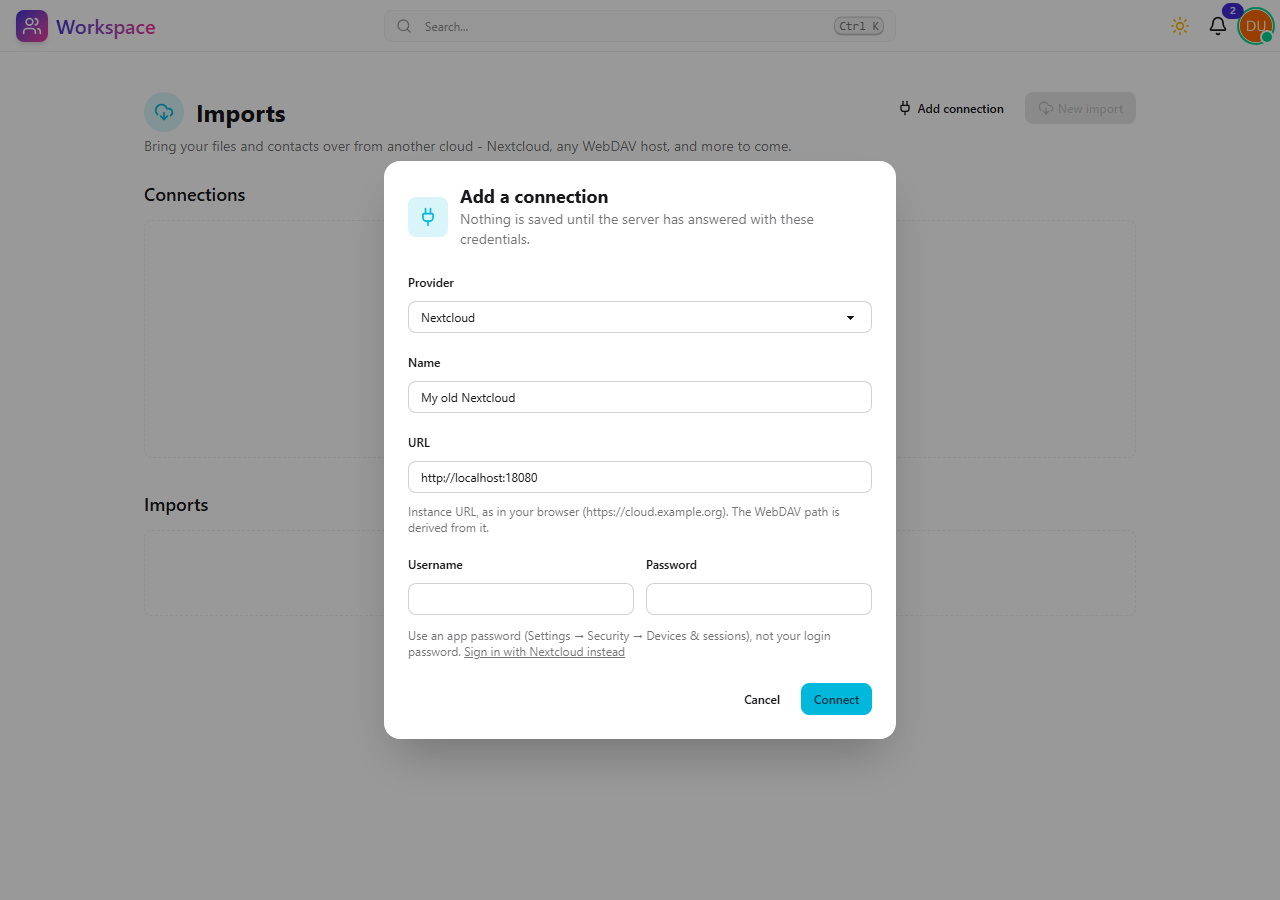 Workspace
Search...
Ctrl K
2
DU
Imports
Add connection
New import
Bring your files and contacts over from another cloud - Nextcloud, any WebDAV host, and more to come.
Connections
Add a connection
Nothing is saved until the server has answered with these
credentials.
Provider
Nextcloud
Name
My old Nextcloud
URL
http://localhost:18080
Instance URL, as in your browser (https://cloud.example.org). The WebDAV path is
derived from it.
Imports
Username
Password
Use an app password (Settings → Security → Devices & sessions), not your login
password. Sign in with Nextcloud instead
Cancel
Connect